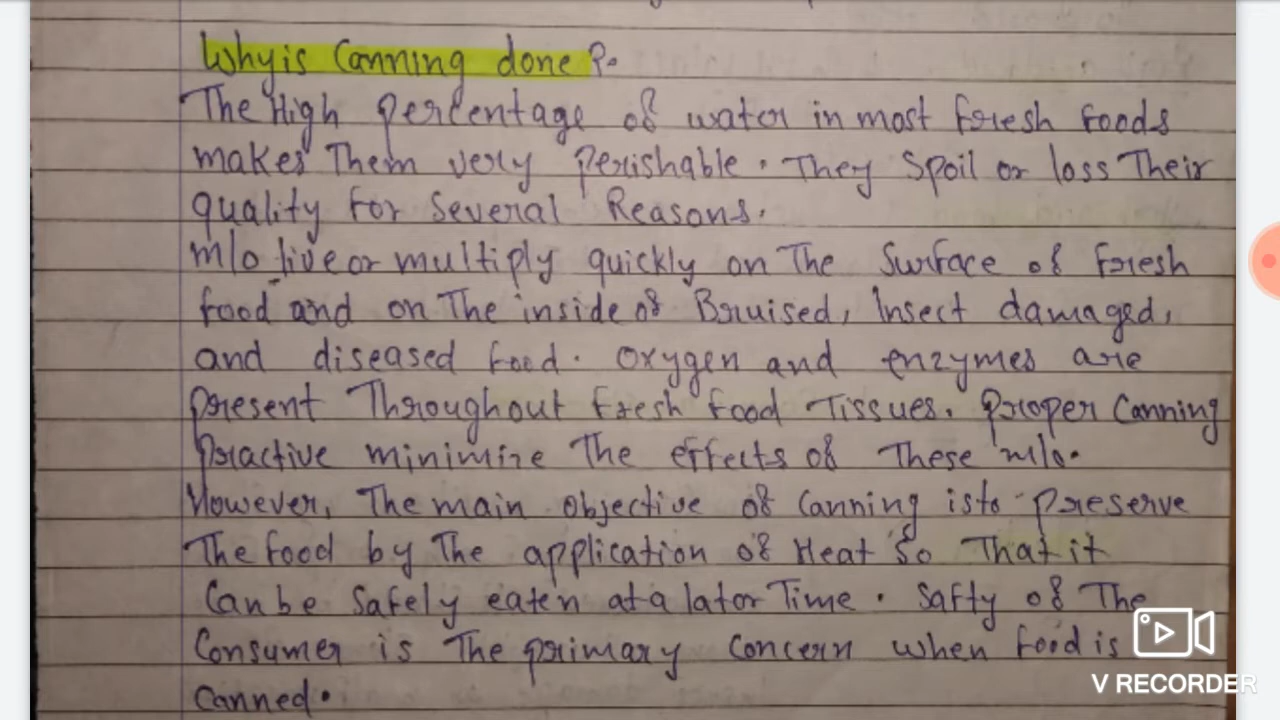 Why is Canning done ?
The High percentage of water in most fresh foods
makes Them very perishable. They spoil or loss Their
quality for several Reasons.
m/o live or multiply quickly on The Surface of fresh
food and on The inside of Bruised, Insect damaged,
and diseased food. Oxygen and enzymes are
present Throughout fresh food Tissues. Proper Canning
practive minimize The effects of These m/o.
However, The main objective of Canning is to preserve
The food by The application of Heat so That it
Can be Safely eaten at a lator Time. Safty of The
Consumer is The primary Concern when food is
Canned.
V RECORDER